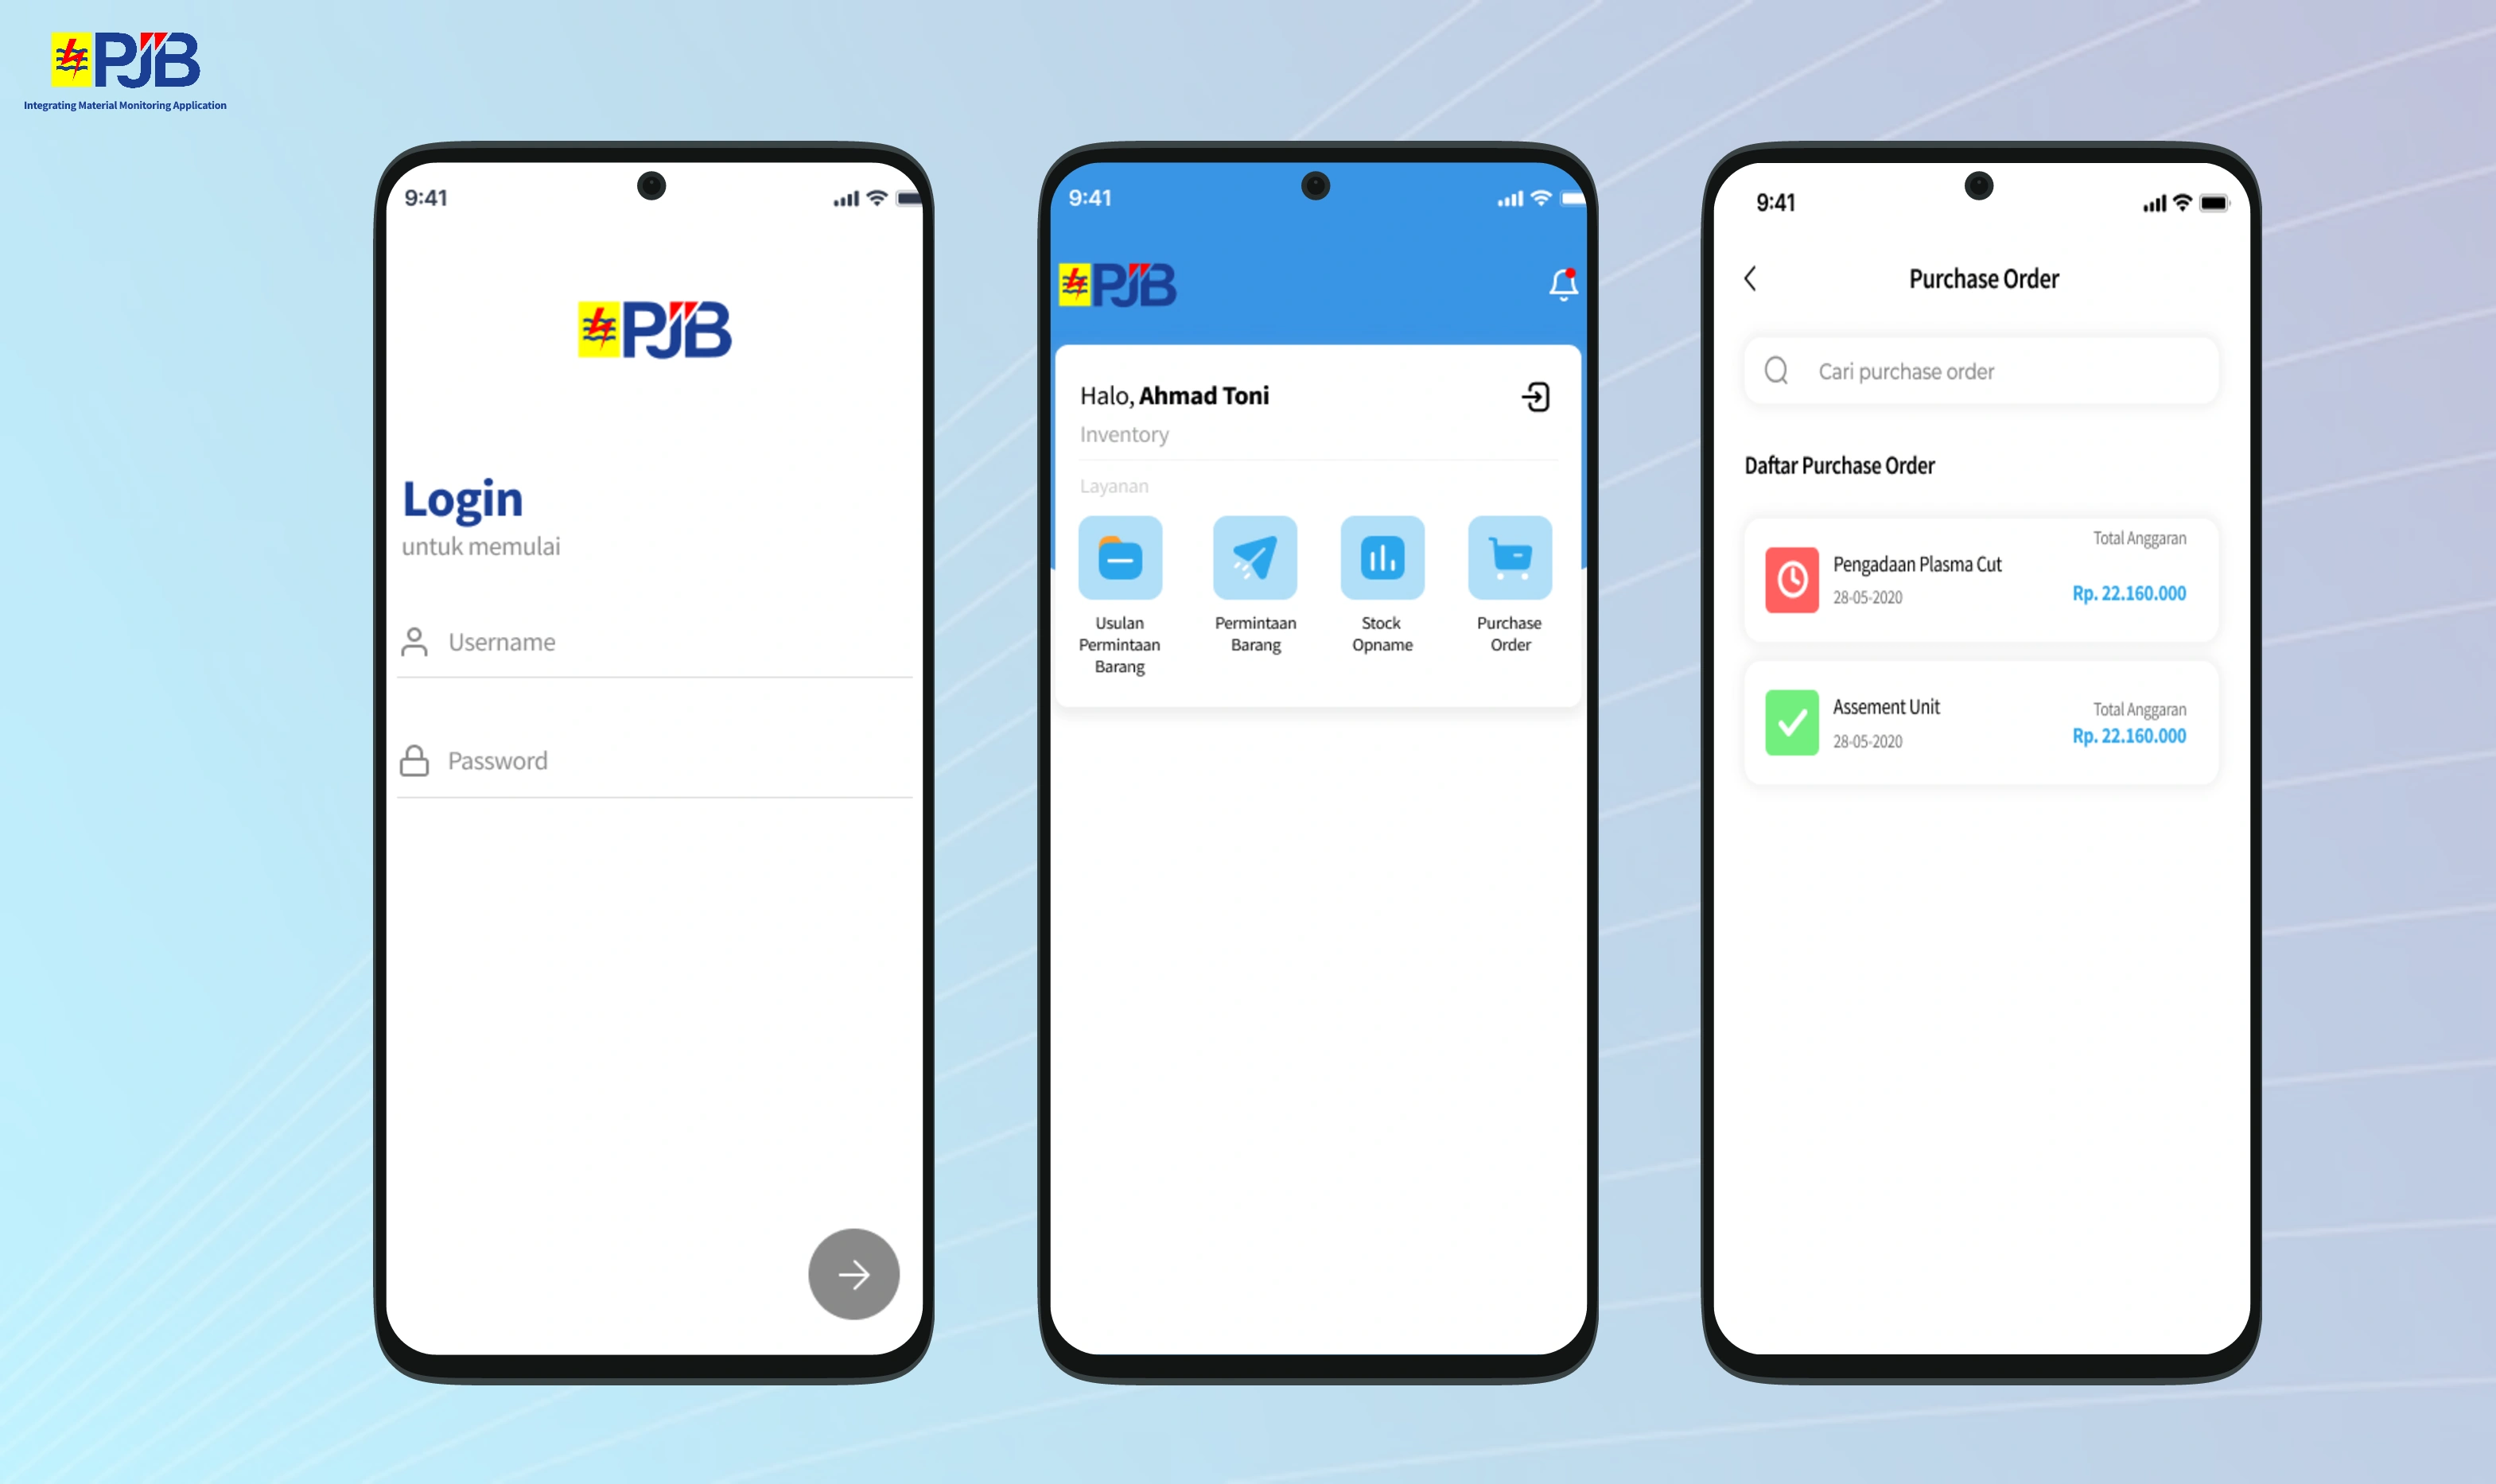 PJB
Integrating Material Monitoring Application
9:41
PJB
Login
untuk memulai
Username
Password
9:41
PJB
Halo, Ahmad Toni
Inventory
Layanan
Usulan
Permintaan
Barang
Permintaan
Barang
Stock
Opname
Purchase
Order
9:41
Purchase Order
Cari purchase order
Daftar Purchase Order
Total Anggaran
Pengadaan Plasma Cut
28-05-2020
Rp. 22.160.000
Assement Unit
Total Anggaran
28-05-2020
Rp. 22.160.000